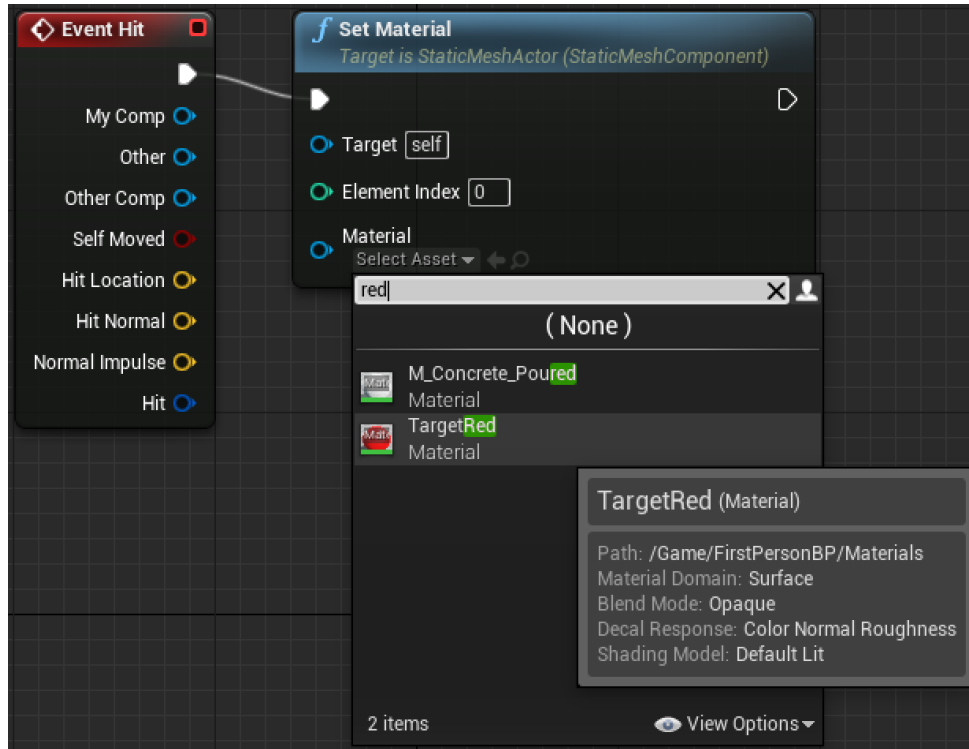 Event Hit
My Comp
Other
Other Comp
Self Moved
Hit Location
Hit Normal
Normal Impulse
Hit
f Set Material
Target is StaticMeshActor (StaticMeshComponent)
Target self
Element Index 0
Material
Select Asset
red
( None )
M_Concrete_Poured
Material
TargetRed
Material
TargetRed (Material)
Path: /Game/FirstPersonBP/Materials
Material Domain: Surface
Blend Mode: Opaque
Decal Response: Color Normal Roughness
Shading Model: Default Lit
2 items View Options